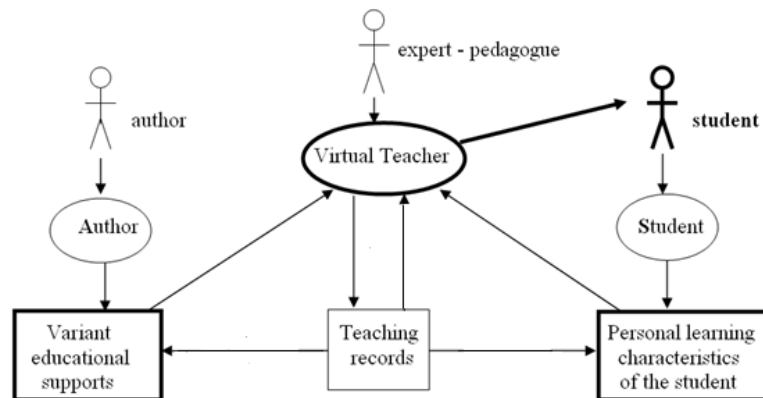 expert - pedagogue
author
student
Virtual Teacher
Author
Student
Variant
educational
supports
Teaching
records
Personal learning
characteristics
of the student